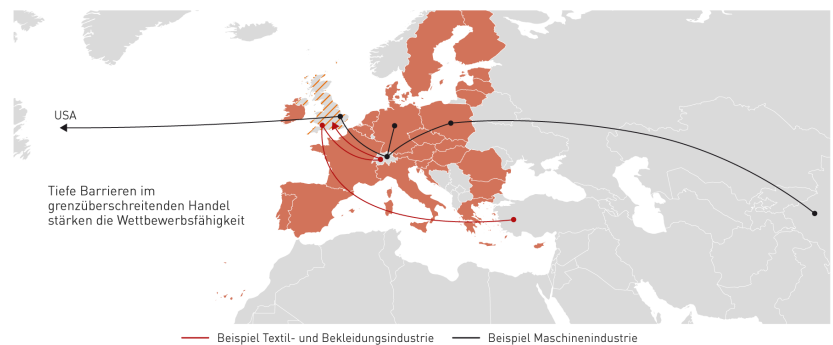 USA
Tiefe Barrieren im
grenzüberschreitenden Handel
stärken die Wettbewerbsfähigkeit
Beispiel Textil- und Bekleidungsindustrie
Beispiel Maschinenindustrie